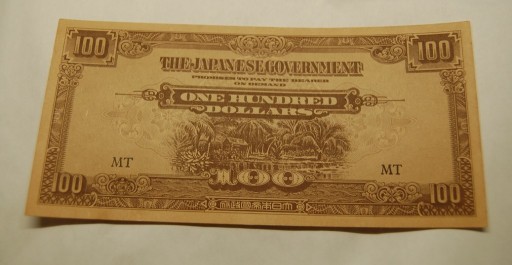 100 100
THE JAPANESE GOVERNMENT
PROMISES TO PAY THE BEARER
ON DEMAND
ONE HUNDRED
DOLLARS
MT MT
100 100 100